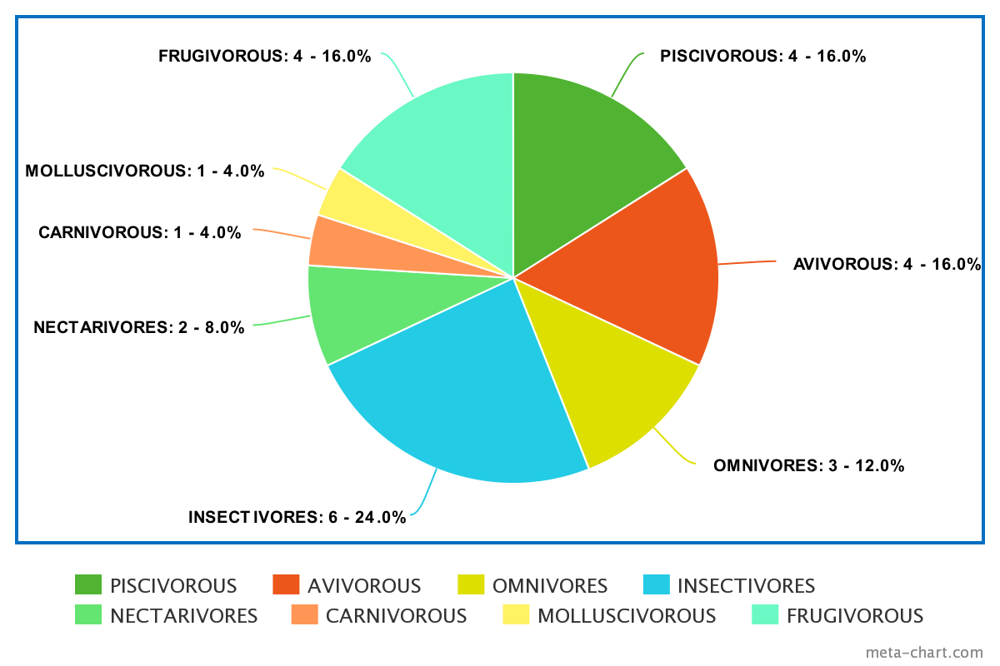 FRUGIVOROUS: 4 - 16.0%
PISCIVOROUS: 4 - 16.0%
MOLLUSCIVOROUS: 1 - 4.0%
CARNIVOROUS: 1 - 4.0%
AVIVOROUS: 4 - 16.0%
NECTARIVORES: 2 - 8.0%
OMNIVORES: 3 - 12.0%
INSECTIVORES: 6 - 24.0%
PISCIVOROUS AVIVOROUS OMNIVORES INSECTIVORES
NECTARIVORES CARNIVOROUS MOLLUSCIVOROUS FRUGIVOROUS
meta-chart.com